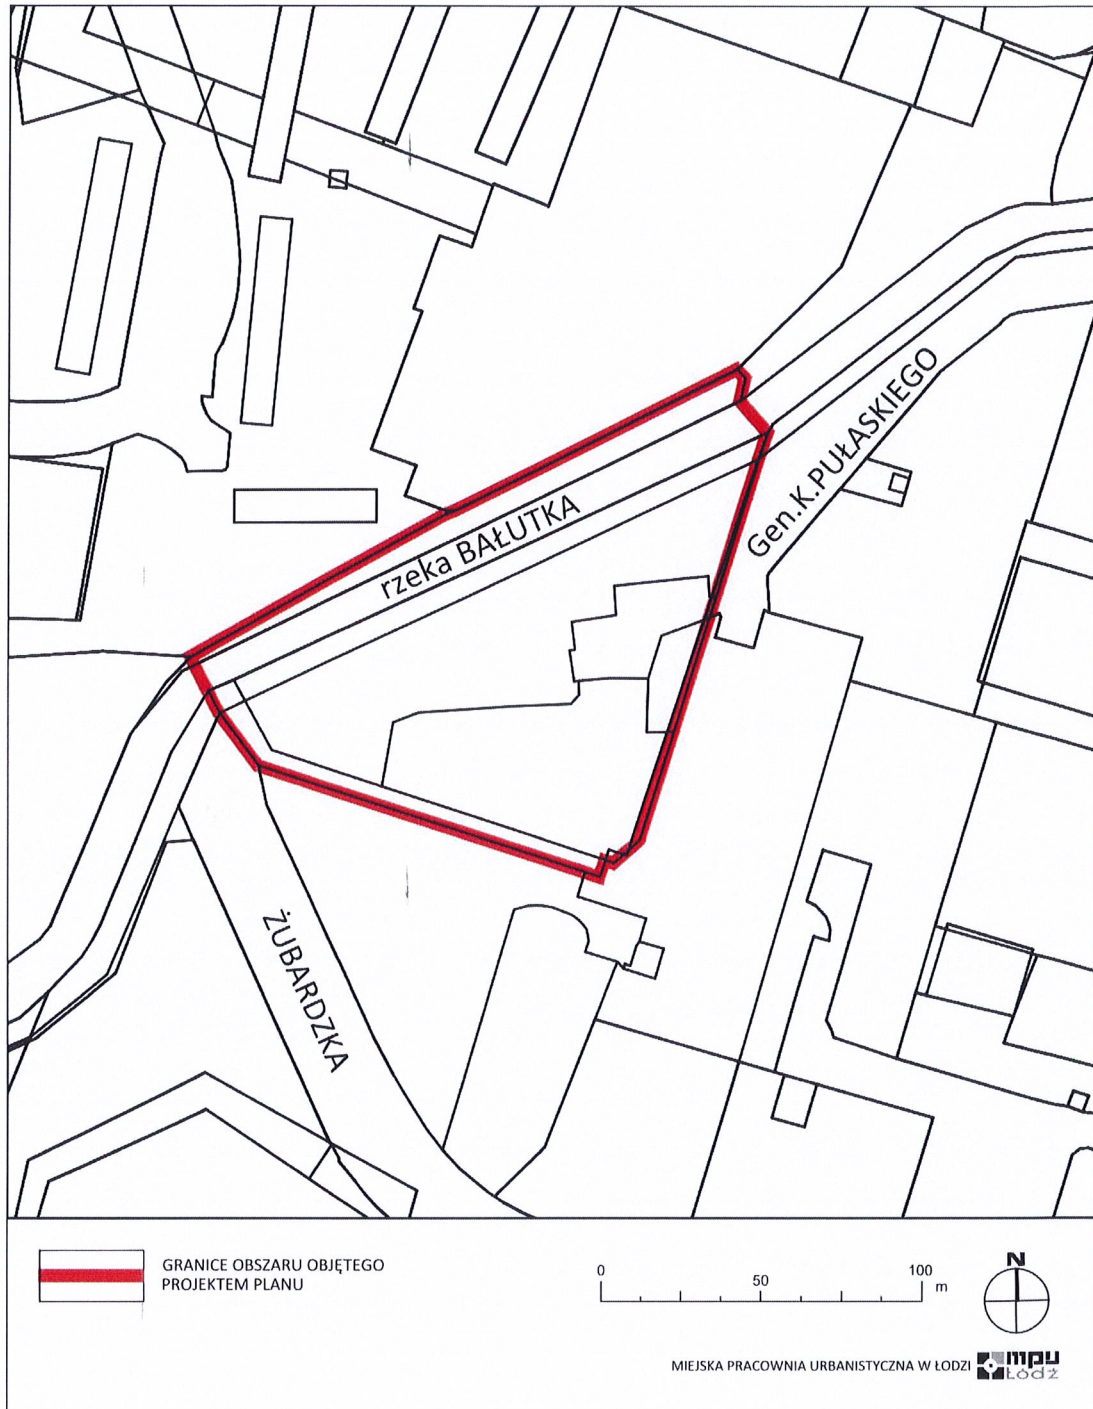 Gen.K.PUŁASKIEGO
rzeka BAŁUTKA
ŻUBARDZKA
GRANICE OBSZARU OBJĘTEGO
PROJEKTEM PLANU
0 50 100
m
N
MIEJSKA PRACOWNIA URBANISTYCZNA W ŁODZI
mpu
Łódź